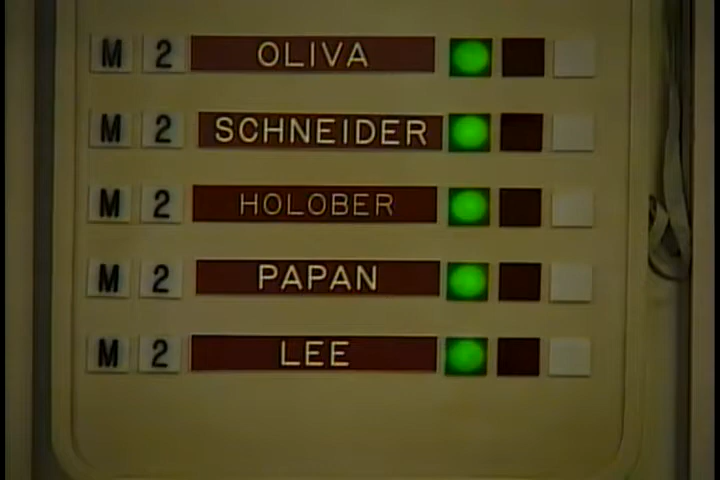 M 2 OLIVA
M 2 SCHNEIDER
M 2 HOLOBER
M 2 PAPAN
M 2 LEE